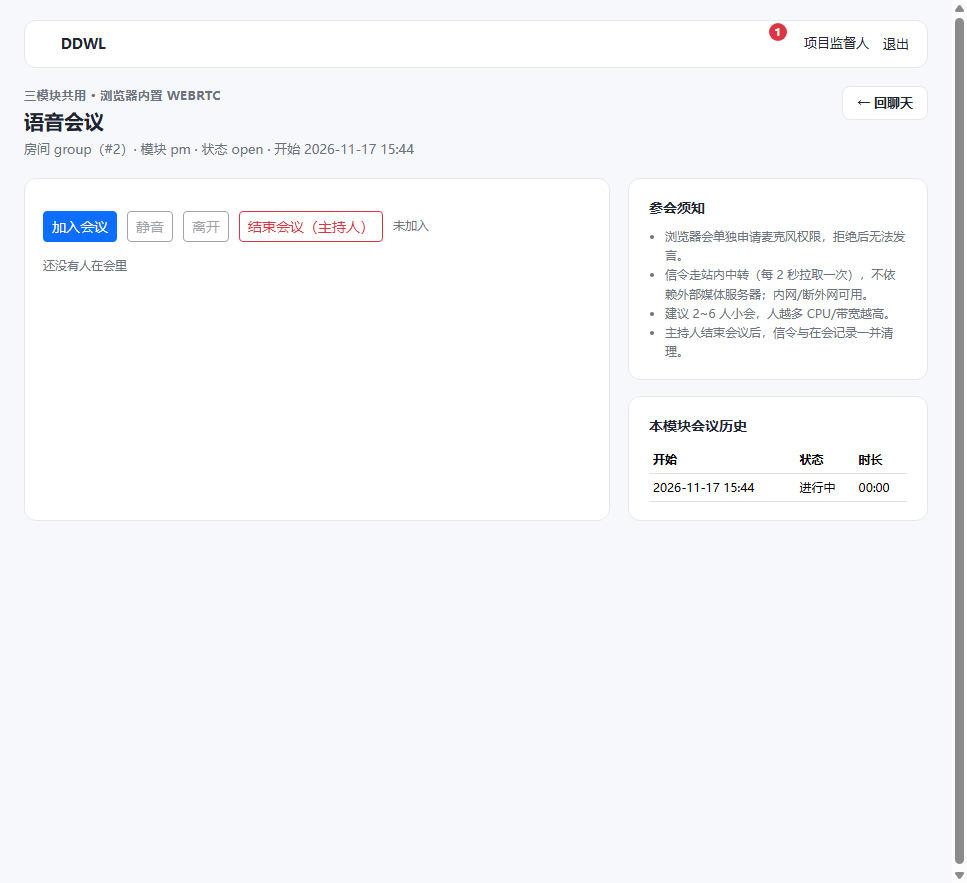 DDWL
1
项目监督人 退出
三模块共用 • 浏览器内置 WEBRTC
语音会议
房间 group（#2）· 模块 pm · 状态 open · 开始 2026-11-17 15:44
← 回聊天
加入会议 静音 离开 结束会议（主持人） 未加入
还没有人在会里
参会须知
• 浏览器会单独申请麦克风权限，拒绝后无法发
言。
• 信令走站内中转（每 2 秒拉取一次），不依
赖外部媒体服务器；内网/断外网可用。
• 建议 2~6 人小会，人越多 CPU/带宽越高。
• 主持人结束会议后，信令与在会记录一并清
理。
本模块会议历史
开始 状态 时长
2026-11-17 15:44 进行中 00:00